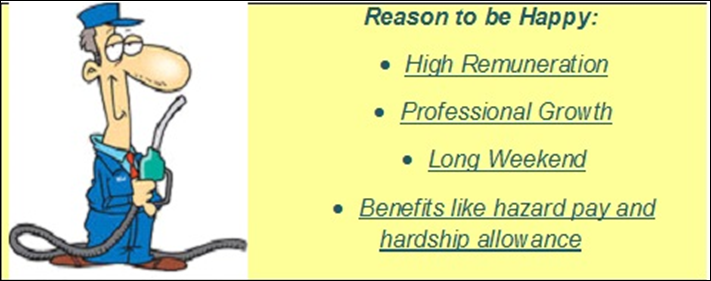 Reason to be Happy:
• High Remuneration
• Professional Growth
• Long Weekend
• Benefits like hazard pay and
hardship allowance